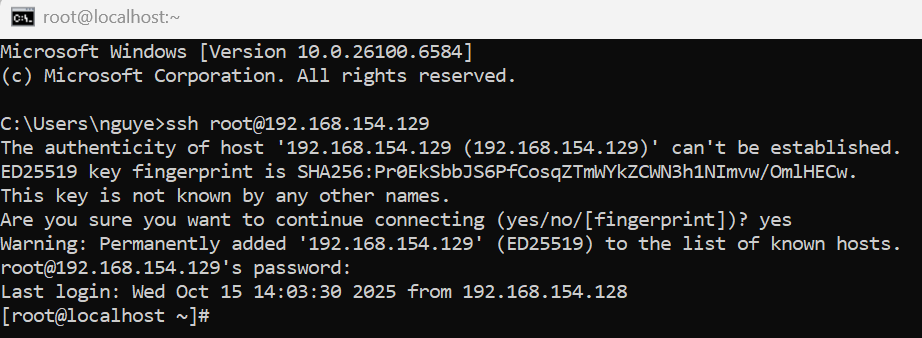 root@localhost:~
Microsoft Windows [Version 10.0.26100.6584]
(c) Microsoft Corporation. All rights reserved.
C:\Users\nguye>ssh root@192.168.154.129
The authenticity of host '192.168.154.129 (192.168.154.129)' can't be established.
ED25519 key fingerprint is SHA256:Pr0EkSbbJS6PfCosqZTmWYkZCWN3h1NImvw/OmlHECw.
This key is not known by any other names.
Are you sure you want to continue connecting (yes/no/[fingerprint])? yes
Warning: Permanently added '192.168.154.129' (ED25519) to the list of known hosts.
root@192.168.154.129's password:
Last login: Wed Oct 15 14:03:30 2025 from 192.168.154.128
[root@localhost ~]#